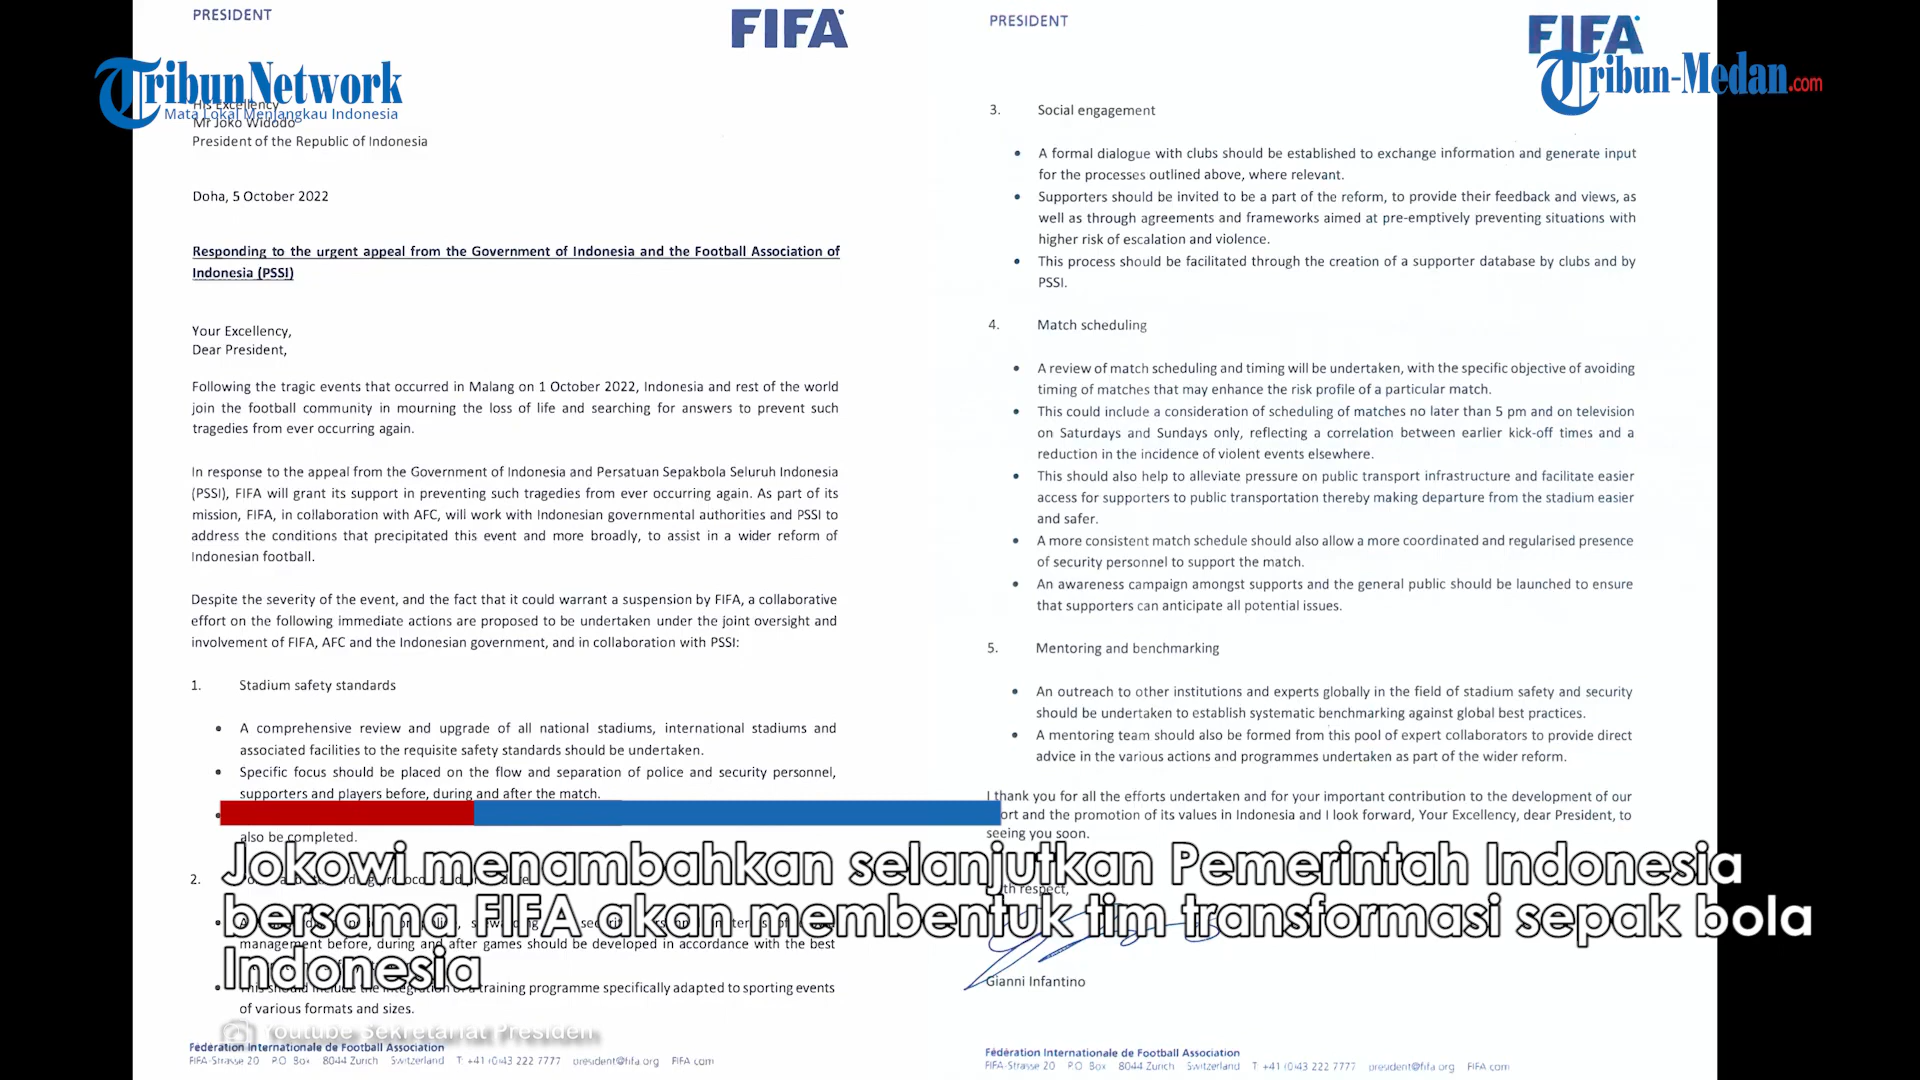 PRESIDENT
FIFA
Tribun Network
Mata Lokal Menjangkau Indonesia
His Excellency
Mr Joko Widodo
President of the Republic of Indonesia
Doha, 5 October 2022
Responding to the urgent appeal from the Government of Indonesia and the Football Association of
Indonesia (PSSI)
Your Excellency,
Dear President,
Following the tragic events that occurred in Malang on 1 October 2022, Indonesia and rest of the world
join the football community in mourning the loss of life and searching for answers to prevent such
tragedies from ever occurring again.
In response to the appeal from the Government of Indonesia and Persatuan Sepakbola Seluruh Indonesia
(PSSI), FIFA will grant its support in preventing such tragedies from ever occurring again. As part of its
mission, FIFA, in collaboration with AFC, will work with Indonesian governmental authorities and PSSI to
address the conditions that precipitated this event and more broadly, to assist in a wider reform of
Indonesian football.
Despite the severity of the event, and the fact that it could warrant a suspension by FIFA, a collaborative
effort on the following immediate actions are proposed to be undertaken under the joint oversight and
involvement of FIFA, AFC and the Indonesian government, and in collaboration with PSSI:
1. Stadium safety standards
• A comprehensive review and upgrade of all national stadiums, international stadiums and
associated facilities to the requisite safety standards should be undertaken.
• Specific focus should be placed on the flow and separation of police and security personnel,
supporters and players before, during and after the match.
also be completed.
2.
management before, during and after games should be developed in accordance with the best
• This should include the integration of a training programme specifically adapted to sporting events
of various formats and sizes.
Fédération Internationale de Football Association
FIFA-Strasse 20 P.O. Box 8044 Zurich Switzerland T: +41 (0)43 222 7777 president@fifa.org FIFA.com
PRESIDENT
FIFA
Tribun-Medan.com
3. Social engagement
• A formal dialogue with clubs should be established to exchange information and generate input
for the processes outlined above, where relevant.
• Supporters should be invited to be a part of the reform, to provide their feedback and views, as
well as through agreements and frameworks aimed at pre-emptively preventing situations with
higher risk of escalation and violence.
• This process should be facilitated through the creation of a supporter database by clubs and by
PSSI.
4. Match scheduling
• A review of match scheduling and timing will be undertaken, with the specific objective of avoiding
timing of matches that may enhance the risk profile of a particular match.
• This could include a consideration of scheduling of matches no later than 5 pm and on television
on Saturdays and Sundays only, reflecting a correlation between earlier kick-off times and a
reduction in the incidence of violent events elsewhere.
• This should also help to alleviate pressure on public transport infrastructure and facilitate easier
access for supporters to public transportation thereby making departure from the stadium easier
and safer.
• A more consistent match schedule should also allow a more coordinated and regularised presence
of security personnel to support the match.
• An awareness campaign amongst supports and the general public should be launched to ensure
that supporters can anticipate all potential issues.
5. Mentoring and benchmarking
• An outreach to other institutions and experts globally in the field of stadium safety and security
should be undertaken to establish systematic benchmarking against global best practices.
• A mentoring team should also be formed from this pool of expert collaborators to provide direct
advice in the various actions and programmes undertaken as part of the wider reform.
I thank you for all the efforts undertaken and for your important contribution to the development of our
and the promotion of its values in Indonesia and I look forward, Your Excellency, dear President, to
seeing you soon.
respect,
Gianni Infantino
Fédération Internationale de Football Association
FIFA-Strasse 20 P.O. Box 8044 Zurich Switzerland T: +41 (0)43 222 7777 president@fifa.org FIFA.com
Jokowi menambahkan selanjutkan Pemerintah Indonesia
bersama FIFA akan membentuk tim transformasi sepak bola
Indonesia
Youtube Sekretariat Presiden